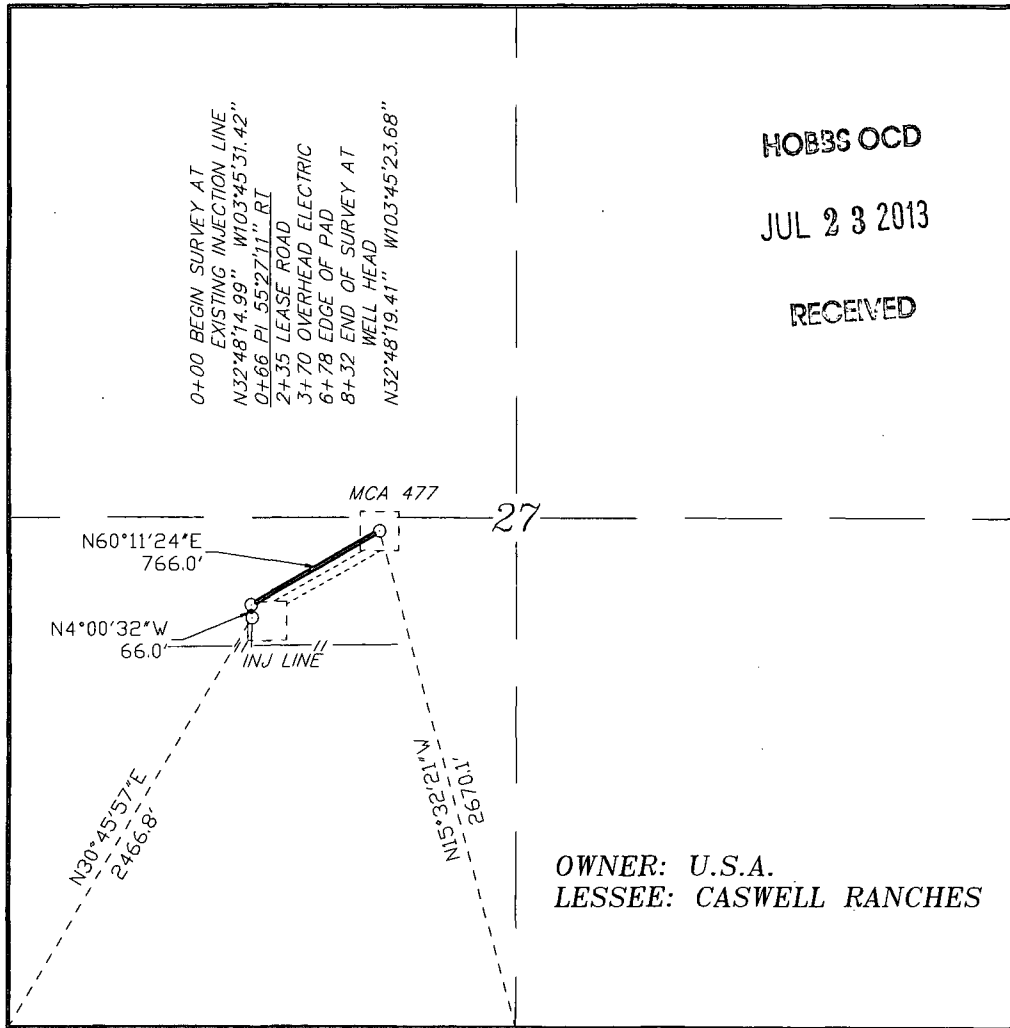 0+00 BEGIN SURVEY AT
EXISTING INJECTION LINE
N32°48'14.99" W103°45'31.42"
0+66 PI 55°27'11" RT
2+35 LEASE ROAD
3+70 OVERHEAD ELECTRIC
6+78 EDGE OF PAD
8+32 END OF SURVEY AT
WELL HEAD
N32°48'19.41" W103°45'23.68"
HOBBS OCD
JUL 23 2013
RECEIVED
MCA 477
27
N60°11'24"E
766.0'
N4°00'32"W
66.0'
INJ LINE
N30°45'57"E
2466.8'
N15°32'21"W
2670.1'
OWNER: U.S.A.
LESSEE: CASWELL RANCHES